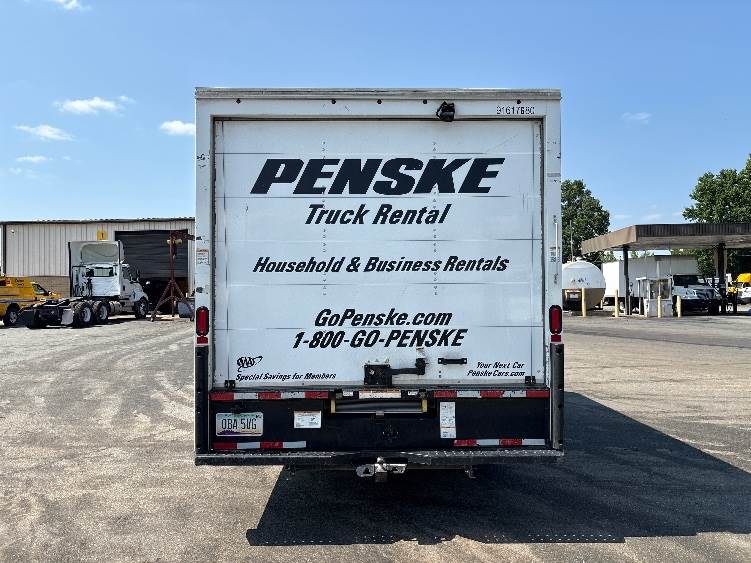 91617680
PENSKE
Truck Rental
Household & Business Rentals
GoPenske.com
1-800-GO-PENSKE
AAA
Special Savings for Members
Your Next Car
PenskeCars.com